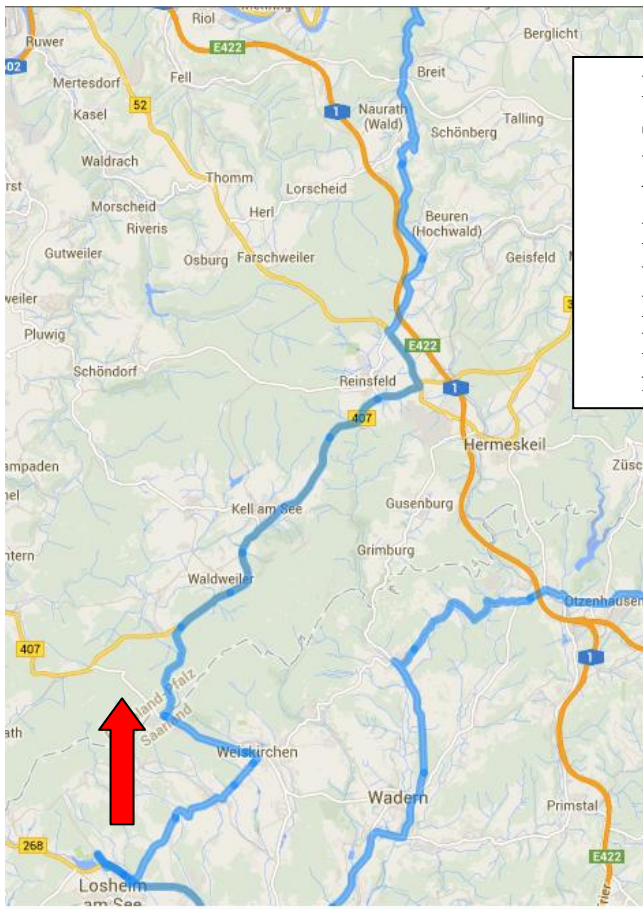 Riol
Berglicht
Ruwer
E422
Breit
Fell
Mertesdorf
52
1
Naurath
(Wald)
Talling
Kasel
Schönberg
Waldrach
Thomm
Lorscheid
Morscheid
Herl
Beuren
(Hochwald)
Riveris
Gutweiler
Osburg
Farschweiler
Geisfeld
Pluwig
E422
Schöndorf
Reinsfeld
1
407
Hermeskeil
Kell am See
Gusenburg
Grimburg
Waldweiler
Otzenhausen
407
1
Saarland
Weiskirchen
Wadern
Primstal
268
E422
Losheim
am See